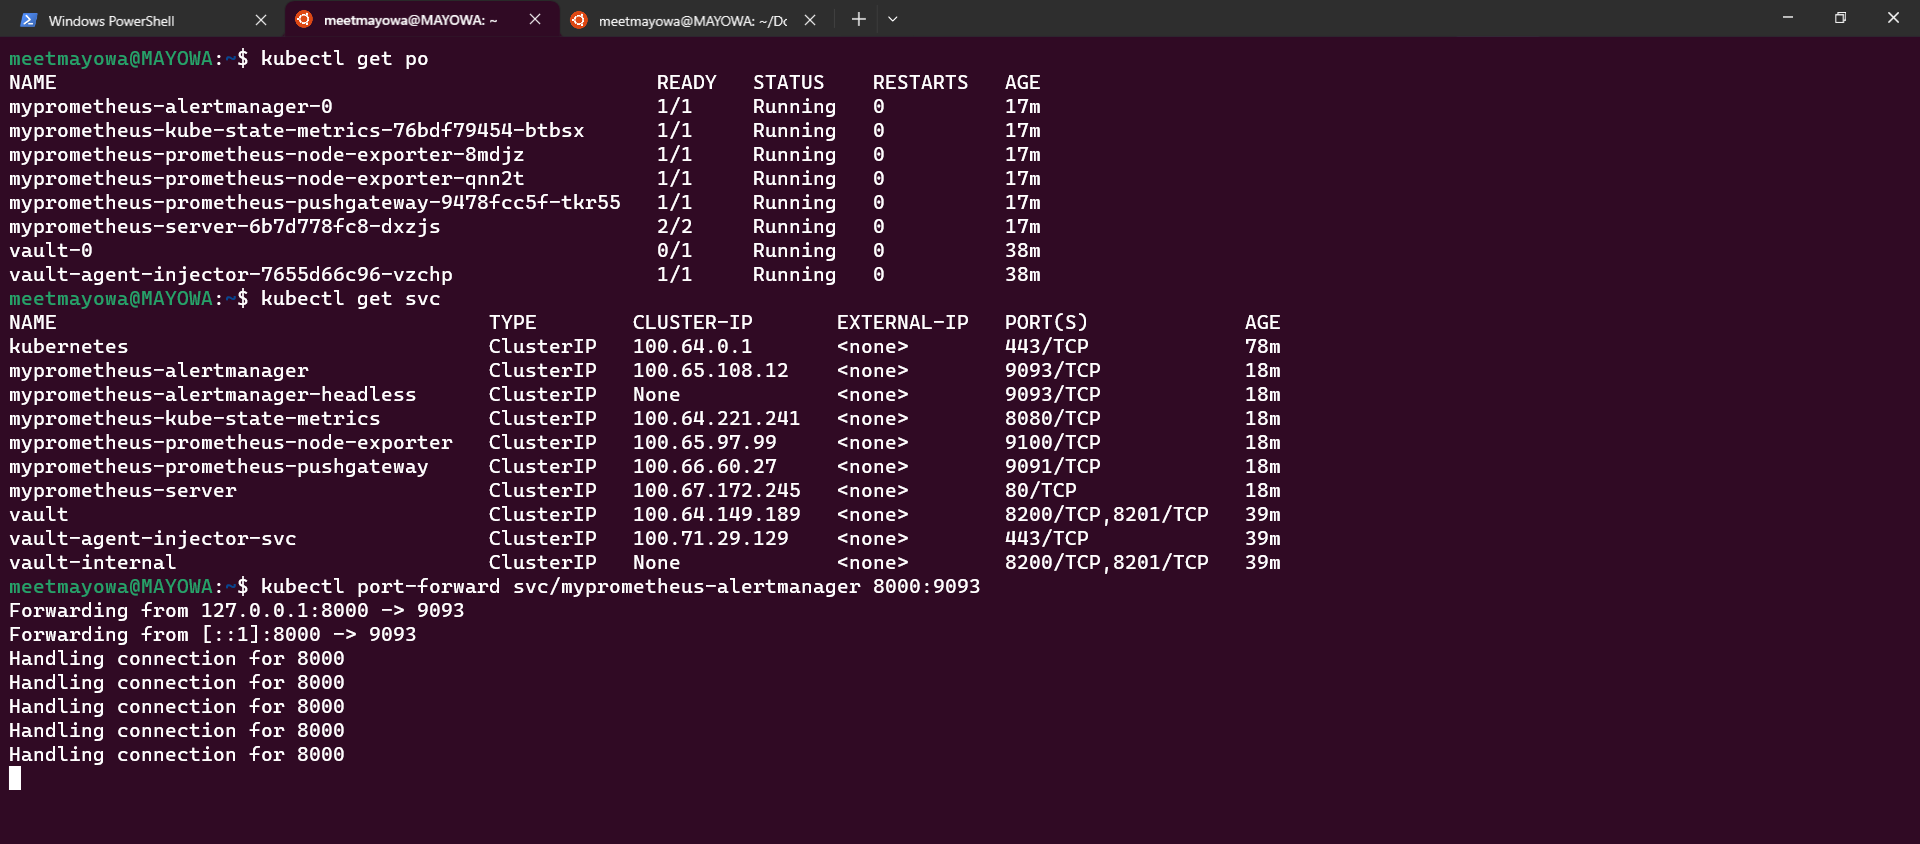 Windows PowerShell
meetmayowa@MAYOWA: ~
meetmayowa@MAYOWA: ~/Dc
meetmayowa@MAYOWA:~$ kubectl get po
NAME READY STATUS RESTARTS AGE
myprometheus-alertmanager-0 1/1 Running 0 17m
myprometheus-kube-state-metrics-76bdf79454-btbsx 1/1 Running 0 17m
myprometheus-prometheus-node-exporter-8mdjz 1/1 Running 0 17m
myprometheus-prometheus-node-exporter-qnn2t 1/1 Running 0 17m
myprometheus-prometheus-pushgateway-9478fcc5f-tkr55 1/1 Running 0 17m
myprometheus-server-6b7d778fc8-dxzjs 2/2 Running 0 17m
vault-0 0/1 Running 0 38m
vault-agent-injector-7655d66c96-vzchp 1/1 Running 0 38m
meetmayowa@MAYOWA:~$ kubectl get svc
NAME TYPE CLUSTER-IP EXTERNAL-IP PORT(S) AGE
kubernetes ClusterIP 100.64.0.1 <none> 443/TCP 78m
myprometheus-alertmanager ClusterIP 100.65.108.12 <none> 9093/TCP 18m
myprometheus-alertmanager-headless ClusterIP None <none> 9093/TCP 18m
myprometheus-kube-state-metrics ClusterIP 100.64.221.241 <none> 8080/TCP 18m
myprometheus-prometheus-node-exporter ClusterIP 100.65.97.99 <none> 9100/TCP 18m
myprometheus-prometheus-pushgateway ClusterIP 100.66.60.27 <none> 9091/TCP 18m
myprometheus-server ClusterIP 100.67.172.245 <none> 80/TCP 18m
vault ClusterIP 100.64.149.189 <none> 8200/TCP,8201/TCP 39m
vault-agent-injector-svc ClusterIP 100.71.29.129 <none> 443/TCP 39m
vault-internal ClusterIP None <none> 8200/TCP,8201/TCP 39m
meetmayowa@MAYOWA:~$ kubectl port-forward svc/myprometheus-alertmanager 8000:9093
Forwarding from 127.0.0.1:8000 -> 9093
Forwarding from [::1]:8000 -> 9093
Handling connection for 8000
Handling connection for 8000
Handling connection for 8000
Handling connection for 8000
Handling connection for 8000